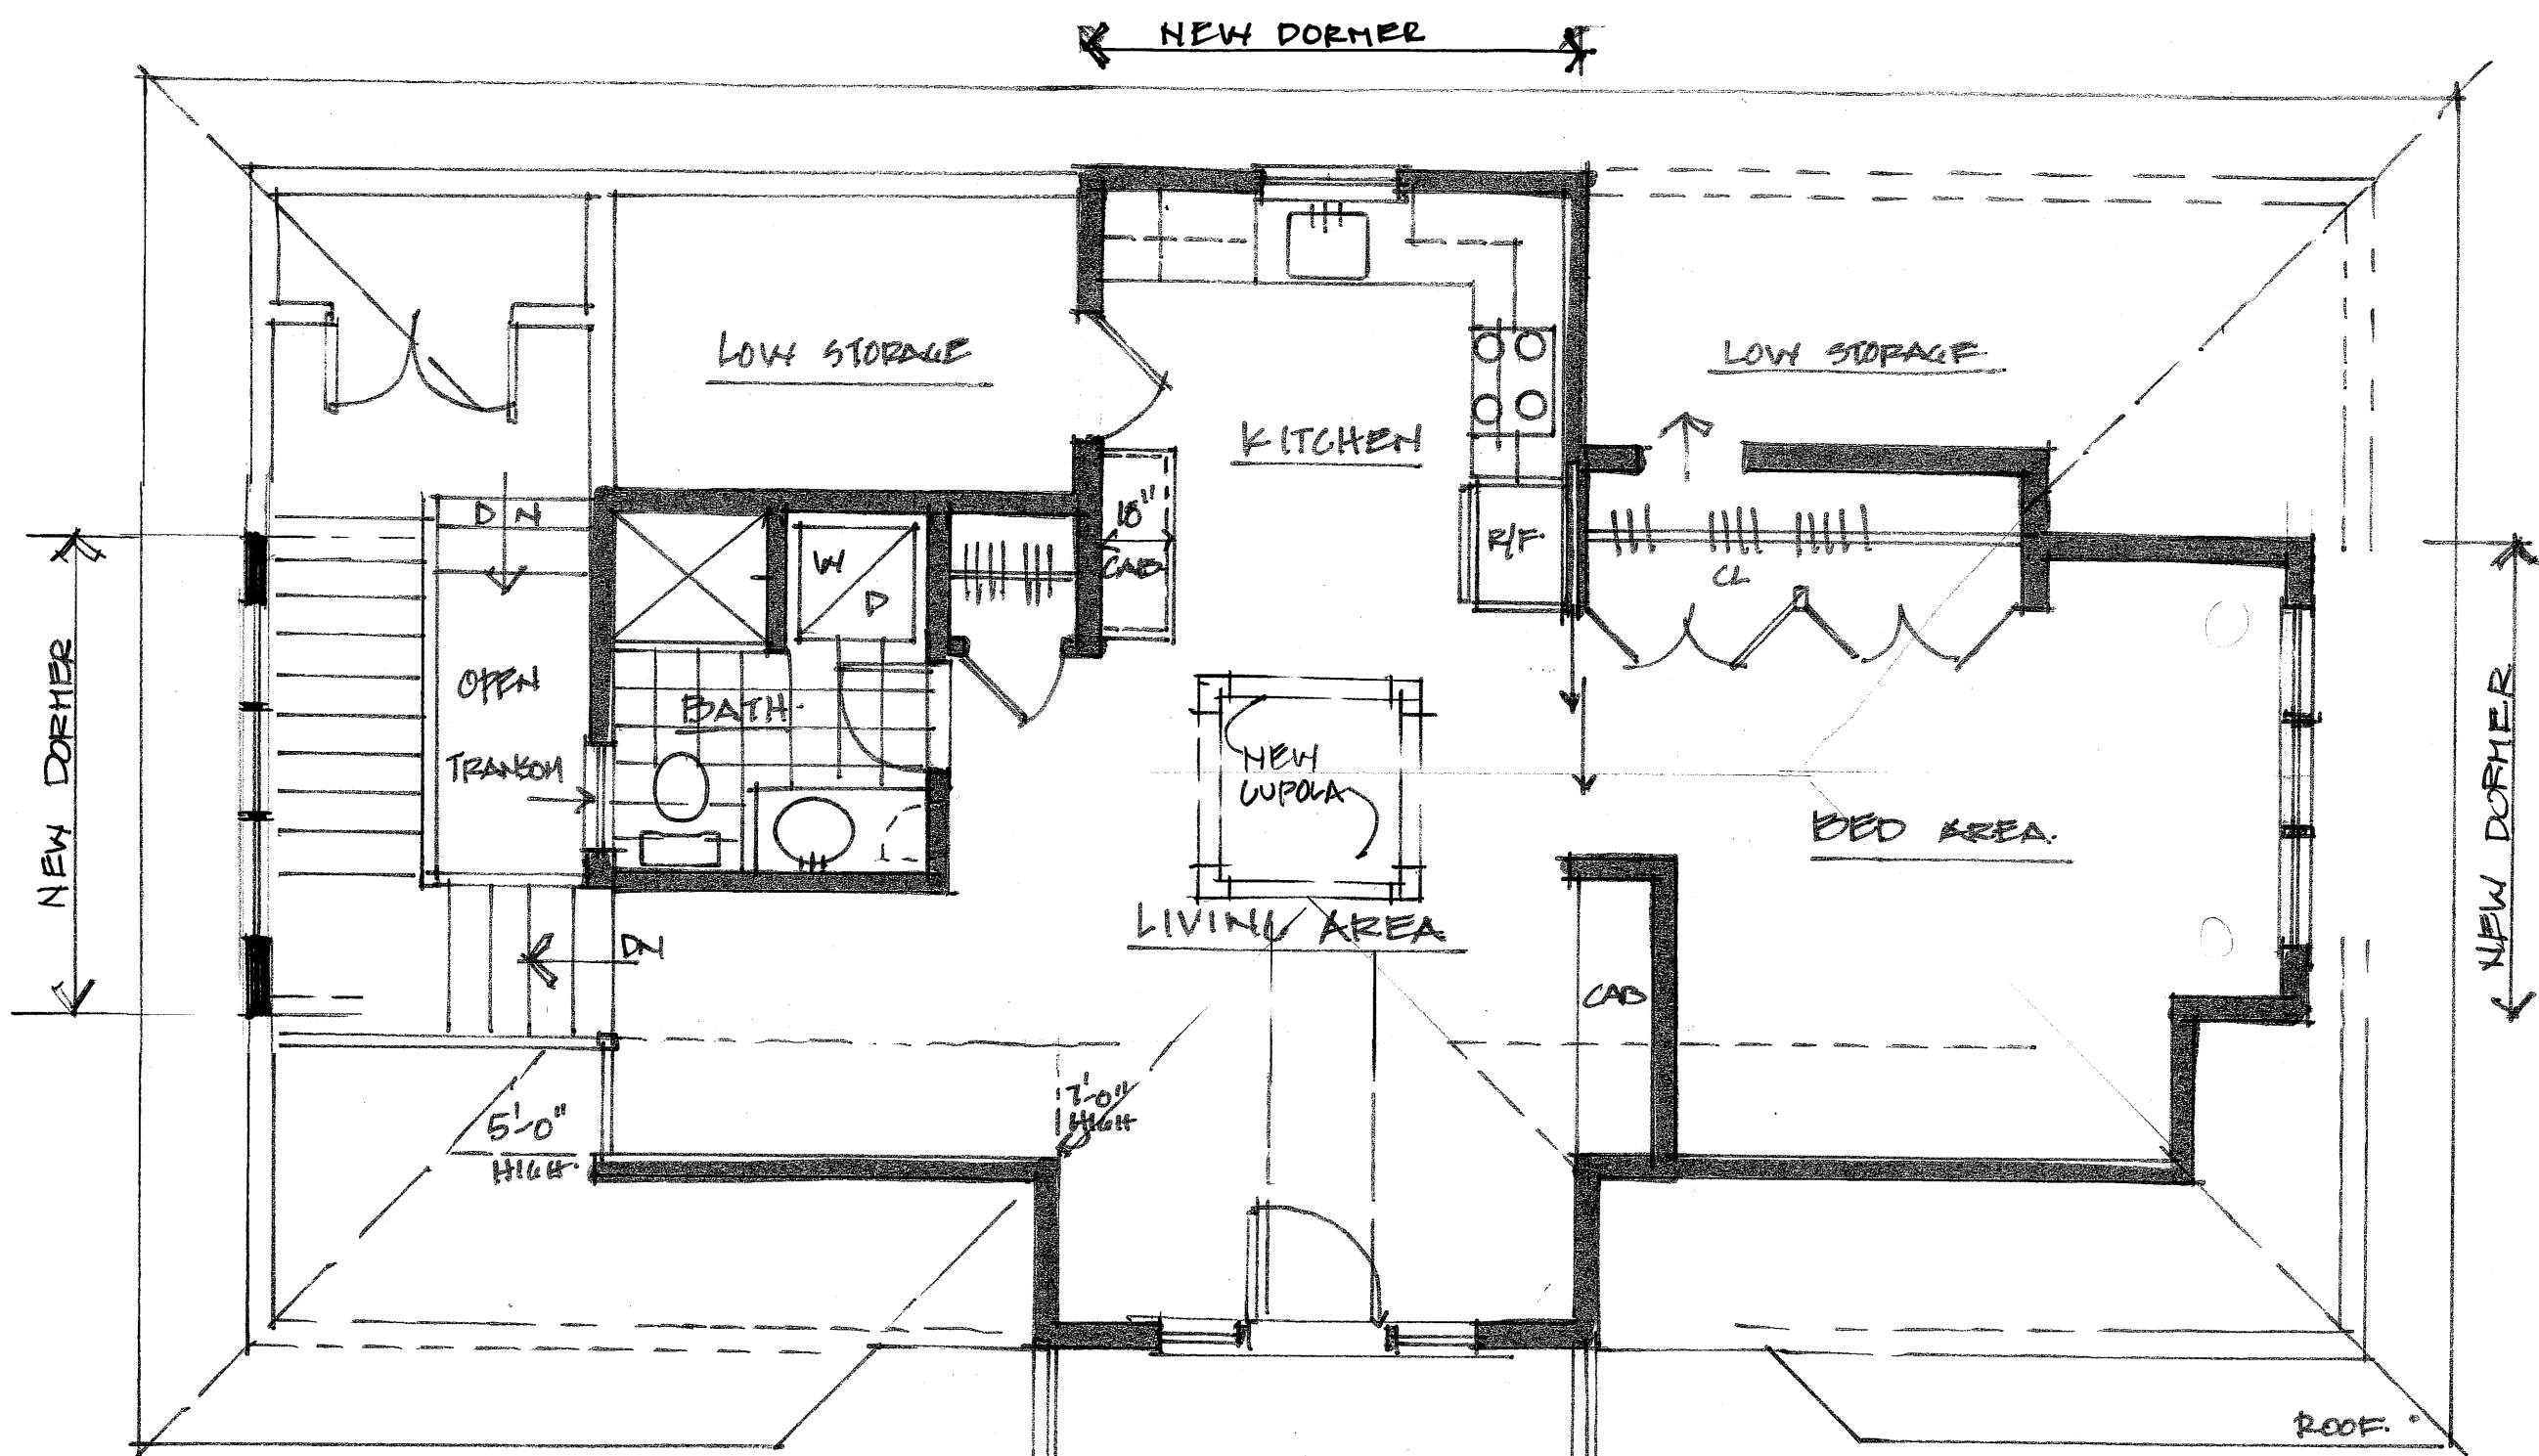 NEW DORMER
LOW STORAGE
LOW STORAGE
KITCHEN
DN
18"
CAB
R/F.
W
D
CL
NEW DORMER
OPEN
BATH.
TRANSOM
NEW
CUPOLA
BED AREA.
NEW DORMER
LIVING AREA
DN
CAB
5'-0"
HIGH.
7'-0"
HIGH
ROOF.